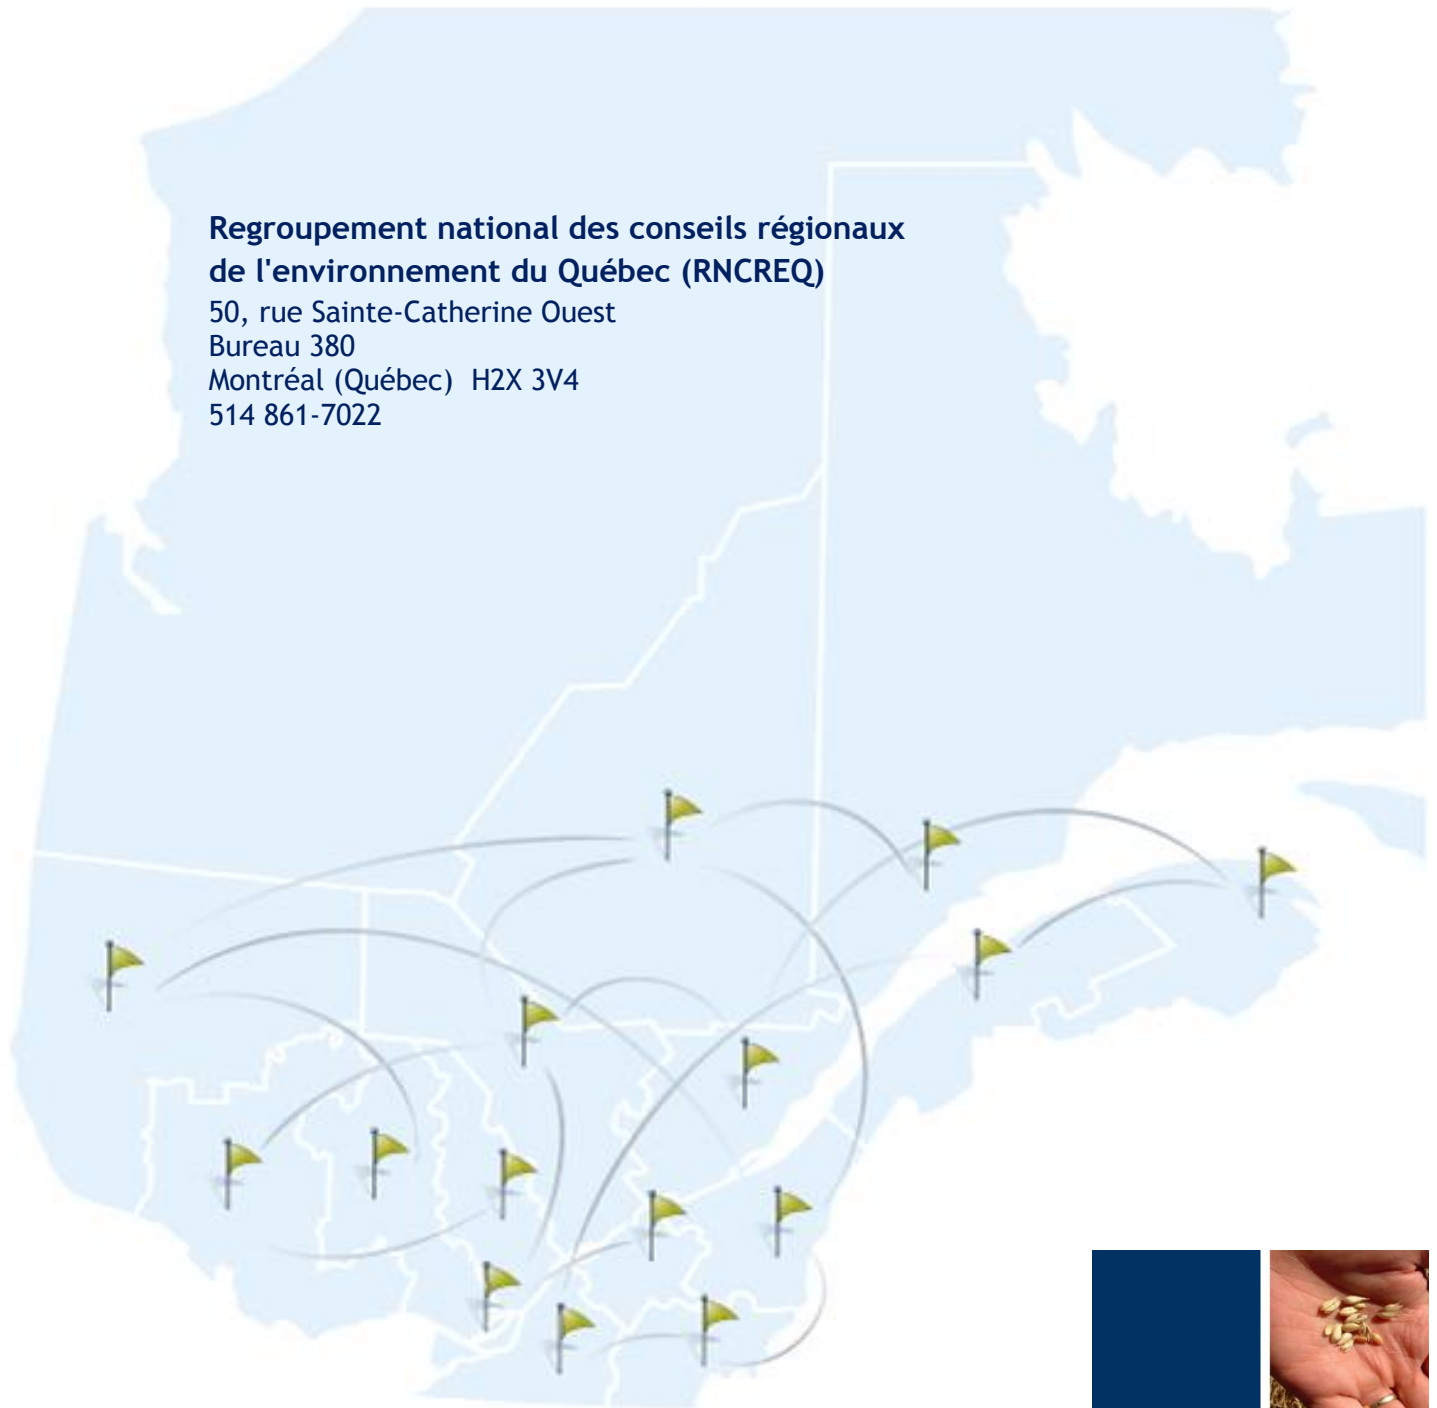 Regroupement national des conseils régionaux
de l'environnement du Québec (RNCREQ)
50, rue Sainte-Catherine Ouest
Bureau 380
Montréal (Québec)  H2X 3V4
514 861-7022